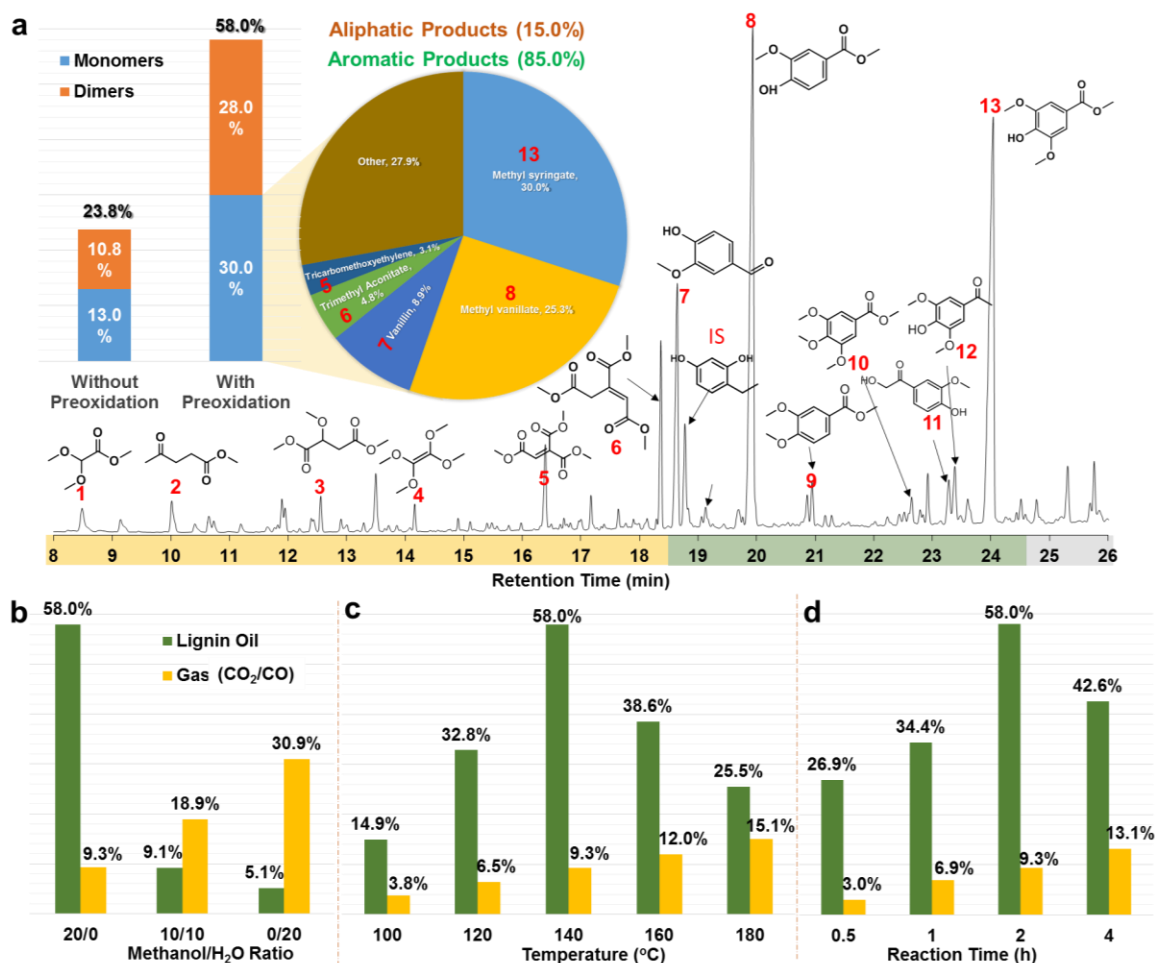 a
58.0%
Aliphatic Products (15.0%)
Aromatic Products (85.0%)
Monomers
Dimers
28.0
%
30.0
%
23.8%
10.8
%
13.0
%
Without
Preoxidation
With
Preoxidation
Other, 27.9%
13
Methyl syringate,
30.0%
8
Methyl vanillate, 25.3%
7
Vanillin, 8.9%
6
Trimethyl Aconitate,
4.8%
5
Tricarbomethoxyethylene, 3.1%
1
2
3
4
5
6
7
IS
8
9
10
11
12
13
8 9 10 11 12 13 14 15 16 17 18 19 20 21 22 23 24 25 26
Retention Time (min)
b
58.0%
9.3%
9.1%
18.9%
5.1%
30.9%
Lignin Oil
Gas (CO₂/CO)
20/0 10/10 0/20
Methanol/H₂O Ratio
c
14.9%
3.8%
32.8%
6.5%
58.0%
9.3%
38.6%
12.0%
25.5%
15.1%
100 120 140 160 180
Temperature (ºC)
d
26.9%
3.0%
34.4%
6.9%
58.0%
9.3%
42.6%
13.1%
0.5 1 2 4
Reaction Time (h)